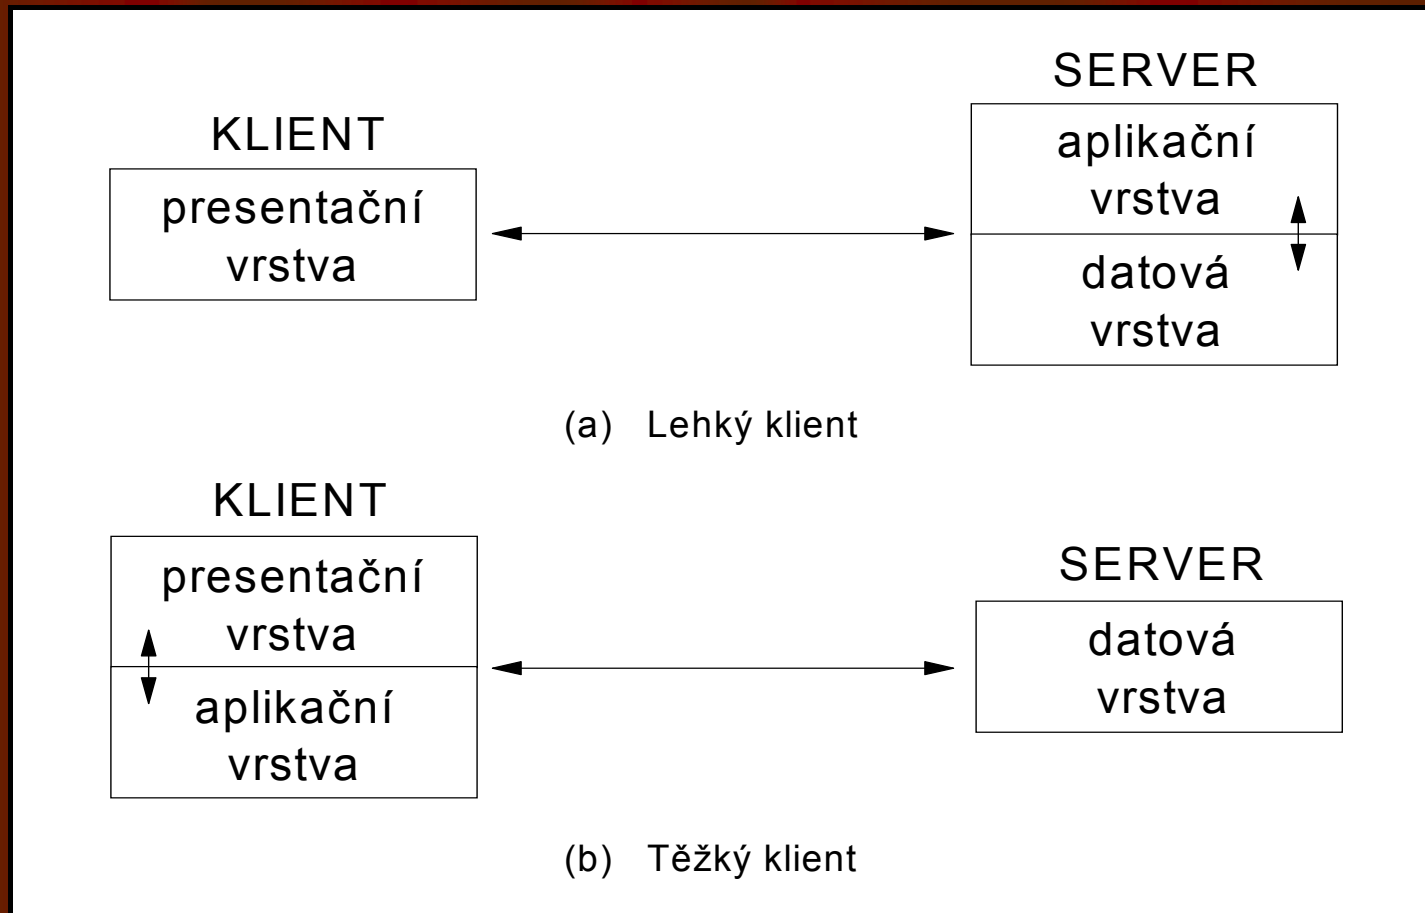 KLIENT
presentační
vrstva
SERVER
aplikační
vrstva
datová
vrstva
(a) Lehký klient
KLIENT
presentační
vrstva
aplikační
vrstva
SERVER
datová
vrstva
(b) Těžký klient